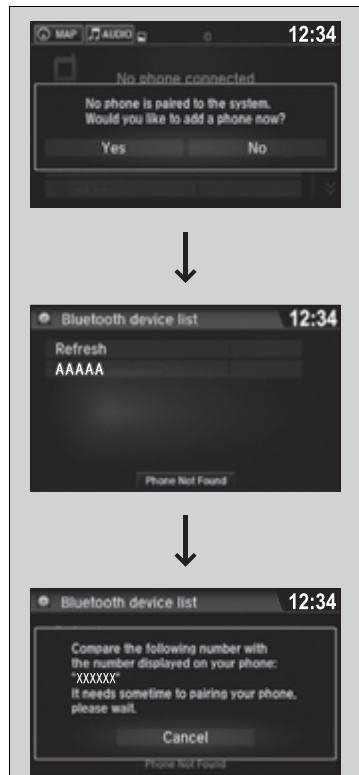 MAP AUDIO 0 12:34
No phone connected
No phone is paired to the system.
Would you like to add a phone now?
Yes No
- - - -
Bluetooth device list 12:34
Refresh
AAAAA
Phone Not Found
Bluetooth device list 12:34
Compare the following number with
the number displayed on your phone:
"XXXXXX"
It needs sometime to pairing your phone,
please wait.
Cancel
Phone Not Found